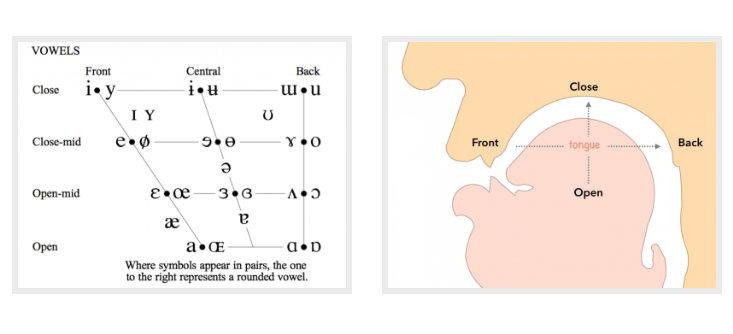 VOWELS
Front Central Back
Close i • y ɨ • ʉ ɯ • u
ɪ ʏ ʊ
Close-mid e • ø ɘ • ɵ ɤ • o
ə
Open-mid ɛ • œ ɜ • ɞ ʌ • ɔ
æ ɐ
Open a • ɶ ɑ • ɒ
Where symbols appear in pairs, the one
to the right represents a rounded vowel.
Close
Front tongue Back
Open